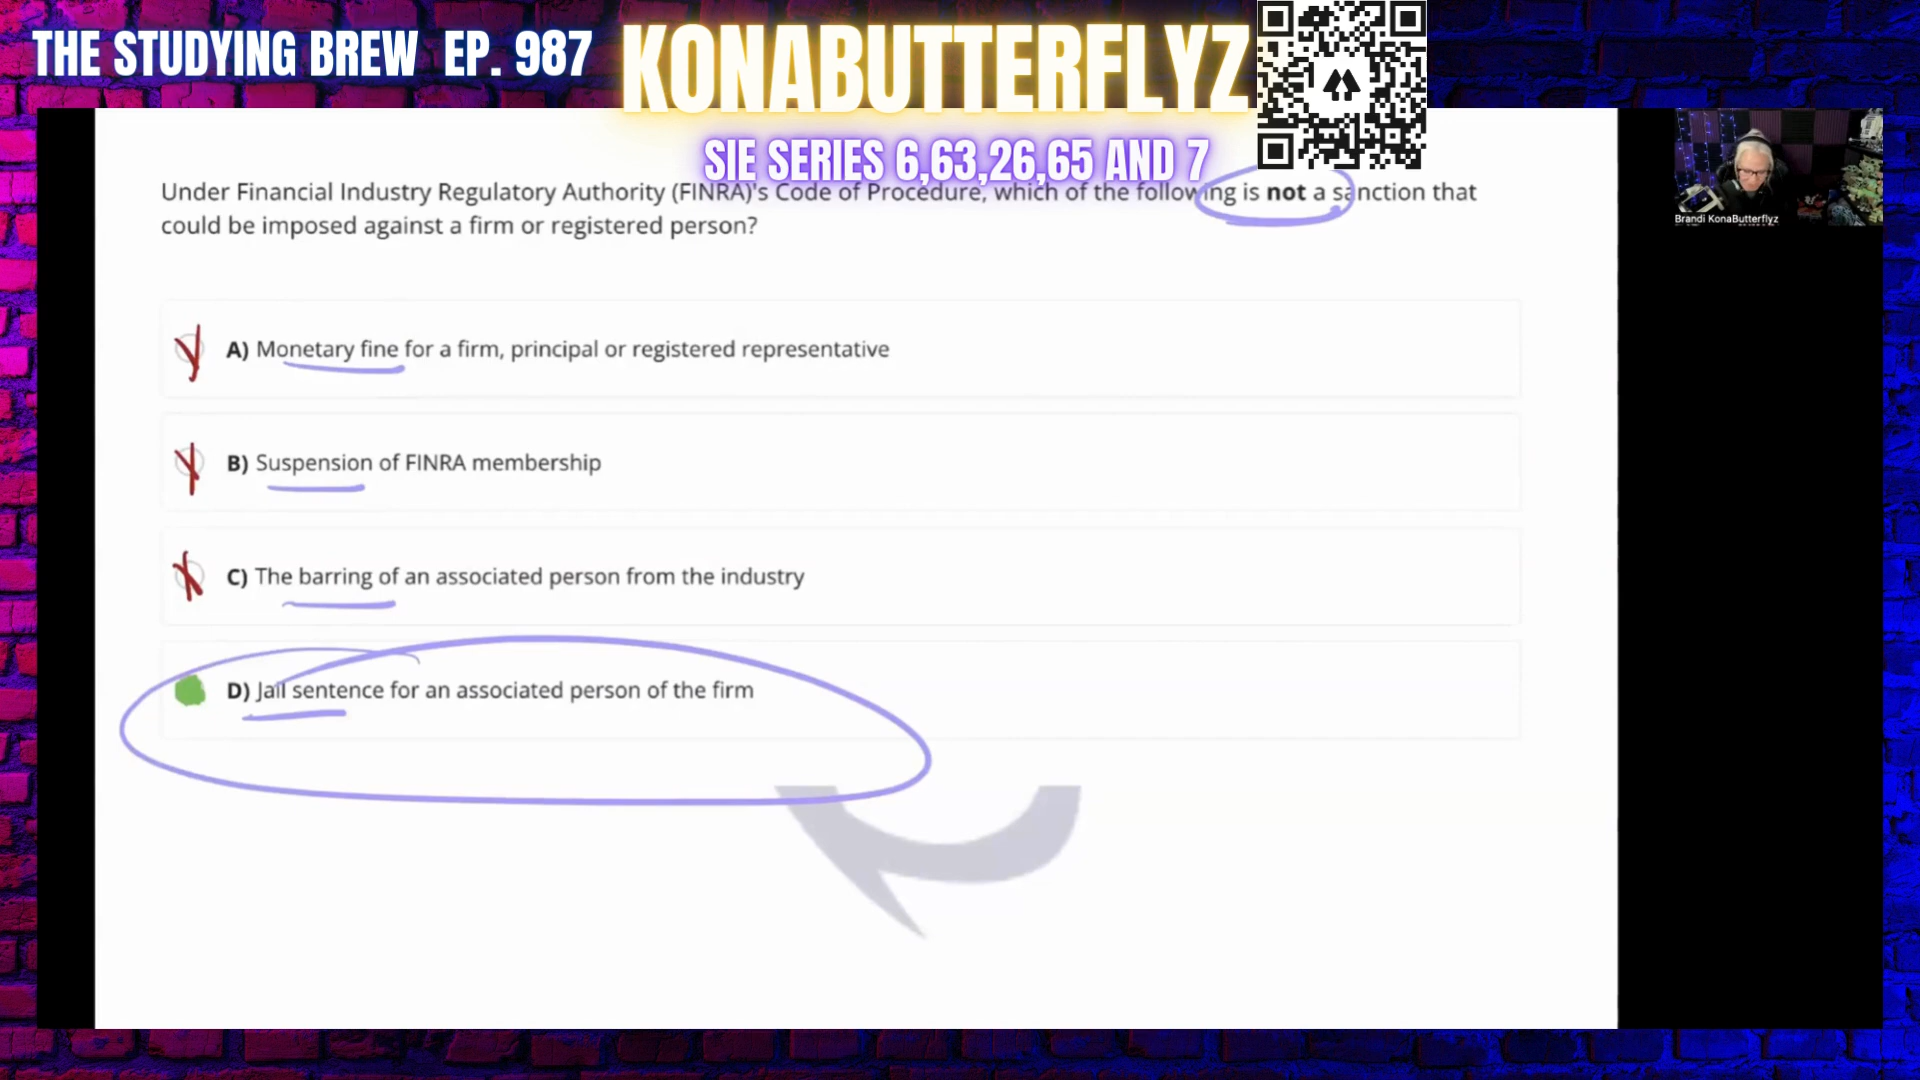 THE STUDYING BREW EP. 987
KONABUTTERFLYZ
SIE SERIES 6,63,26,65 AND 7
Under Financial Industry Regulatory Authority (FINRA)'s Code of Procedure, which of the following is not a sanction that
could be imposed against a firm or registered person?
A) Monetary fine for a firm, principal or registered representative
B) Suspension of FINRA membership
C) The barring of an associated person from the industry
D) Jail sentence for an associated person of the firm
Brandi KonaButterflyz